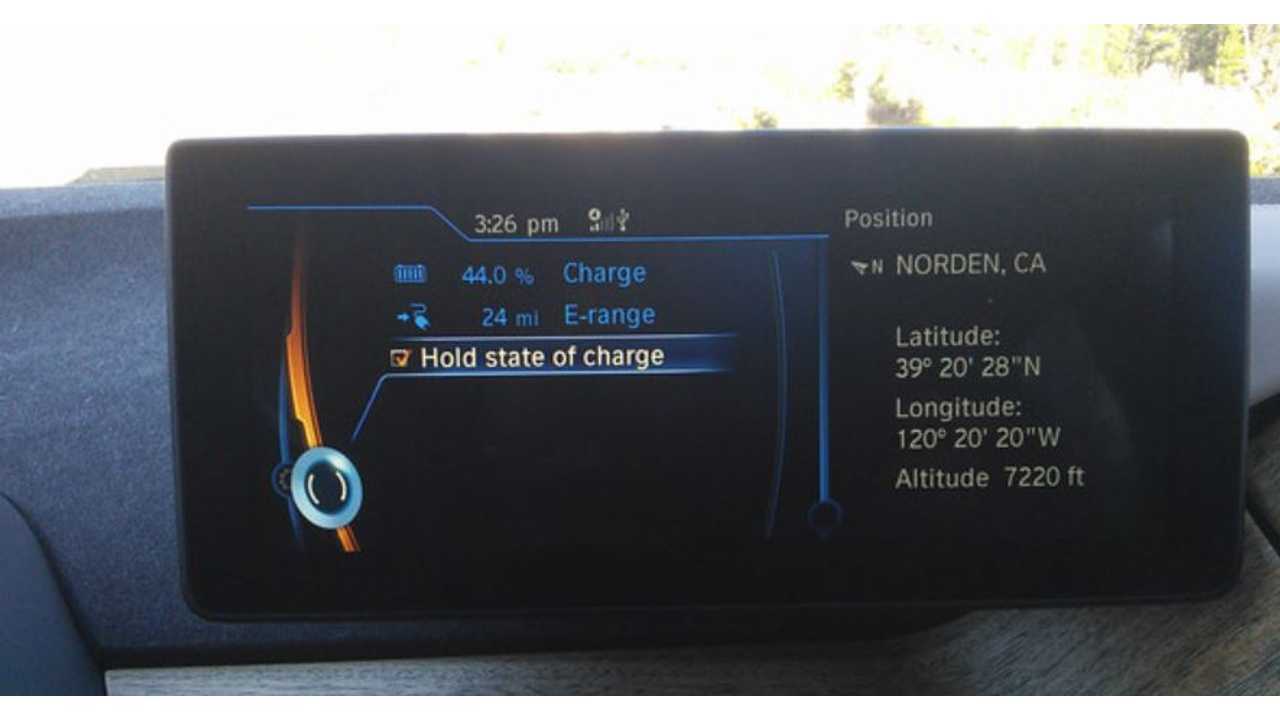 3:26 pm
44.0 % Charge
24 mi E-range
Hold state of charge
Position
N NORDEN, CA
Latitude:
39° 20' 28"N
Longitude:
120° 20' 20"W
Altitude 7220 ft